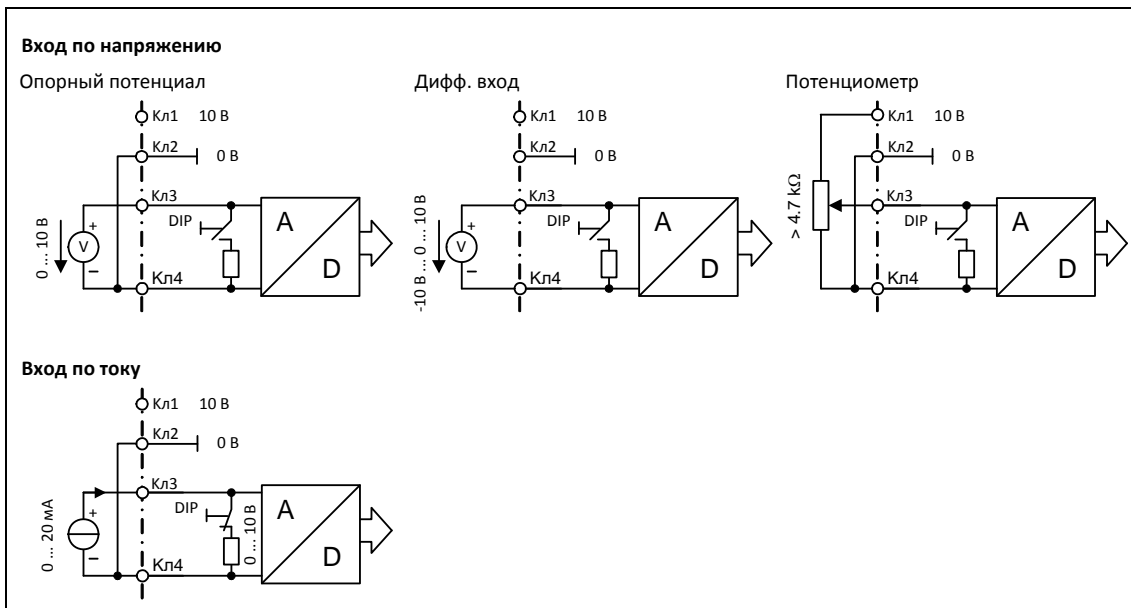 Вход по напряжению
Опорный потенциал
Кл1 10 В
Кл2
0 В
Кл3
DIP
0 ... 10 В
+
V
–
Кл4
A
D
Дифф. вход
Кл1 10 В
Кл2
0 В
Кл3
DIP
-10 В ... 0 ... 10 В
+
V
–
Кл4
A
D
Потенциометр
Кл1 10 В
Кл2
0 В
> 4.7 kΩ
Кл3
DIP
Кл4
A
D
Вход по току
Кл1 10 В
Кл2
0 В
Кл3
DIP
0 ... 20 мА
+
–
0 ... 10 В
Кл4
A
D